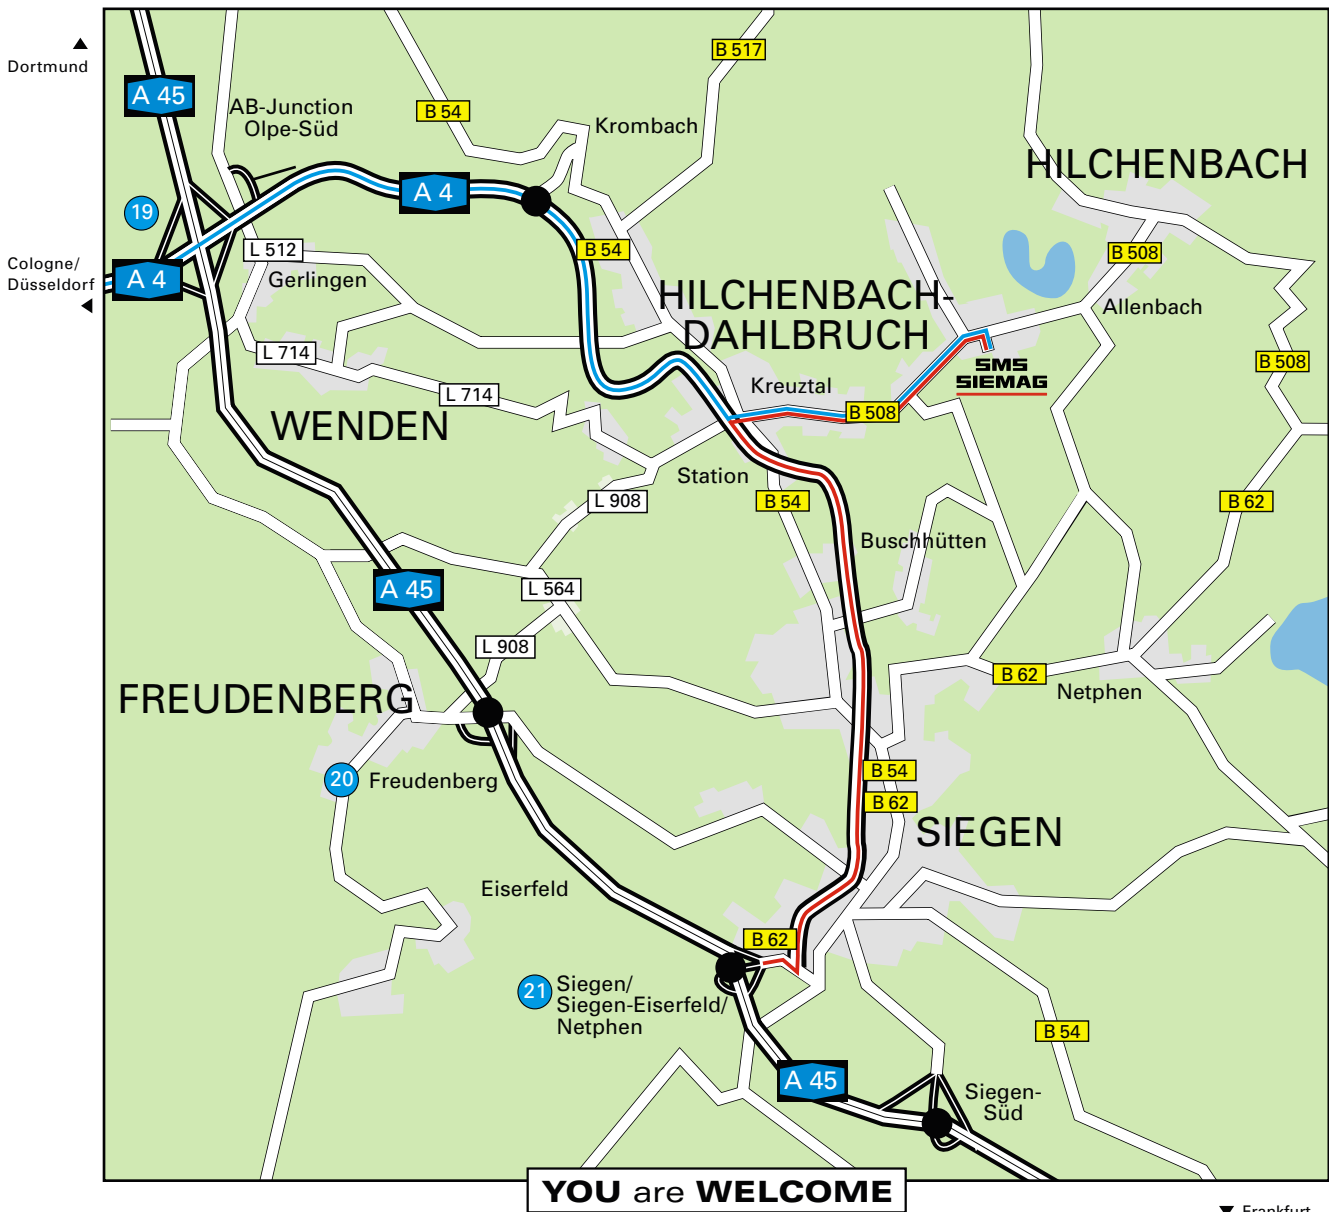 Dortmund
A 45
AB-Junction
Olpe-Süd
B 54
B 517
Krombach
HILCHENBACH
19
A 4
Cologne/
Düsseldorf
A 4
L 512
Gerlingen
B 54
B 508
HILCHENBACH-
DAHLBRUCH
Allenbach
L 714
L 714
SMS
SIEMAG
B 508
Kreuztal
B 508
WENDEN
Station
L 908
B 54
B 62
Buschhütten
A 45
L 564
L 908
B 62
Netphen
FREUDENBERG
20
Freudenberg
B 54
B 62
SIEGEN
Eiserfeld
B 62
21
Siegen/
Siegen-Eiserfeld/
Netphen
B 54
A 45
Siegen-
Süd
YOU are WELCOME
Frankfurt